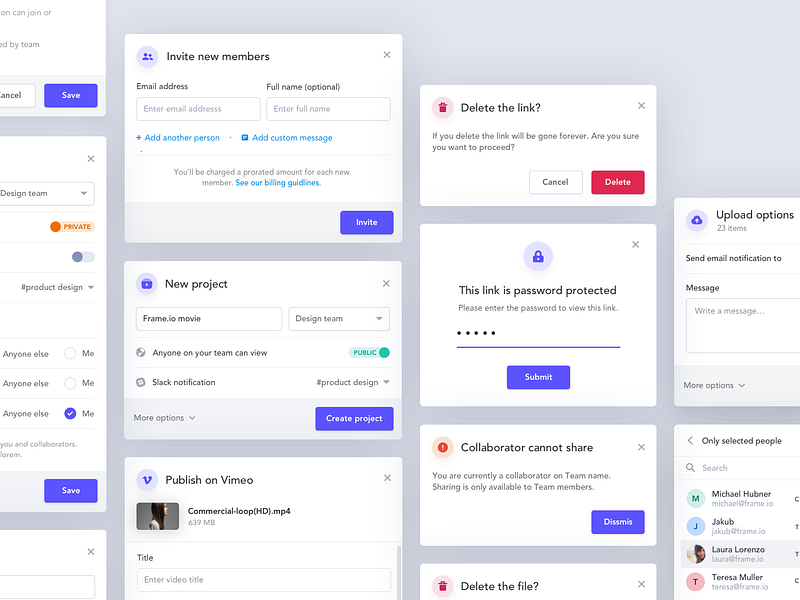 on can join or
ed by team
Cancel
Save
Design team
PRIVATE
#product design
Anyone else
Me
Anyone else
Me
Anyone else
Me
you and collaborators.
lorem.
Save
Invite new members
Email address
Full name (optional)
Enter email addresss
Enter full name
+ Add another person
Add custom message
You'll be charged a prorated amount for each new
member. See our billing guidlines.
Invite
New project
Frame.io movie
Design team
Anyone on your team can view
PUBLIC
Slack notification
#product design
More options
Create project
Publish on Vimeo
Commercial-loop(HD).mp4
639 MB
Title
Enter video title
Delete the link?
If you delete the link will be gone forever. Are you sure
you want to proceed?
Cancel
Delete
This link is password protected
Please enter the password to view this link.
Submit
Collaborator cannot share
You are currently a collaborator on Team name.
Sharing is only available to Team members.
Dissmis
Delete the file?
Upload options
23 items
Send email notification to
Message
Write a message...
More options
Only selected people
Search
M
Michael Hubner
michael@frame.io
C
J
Jakub
jakub@frame.io
T
Laura Lorenzo
laura@frame.io
T
T
Teresa Muller
teresa@frame.io
C